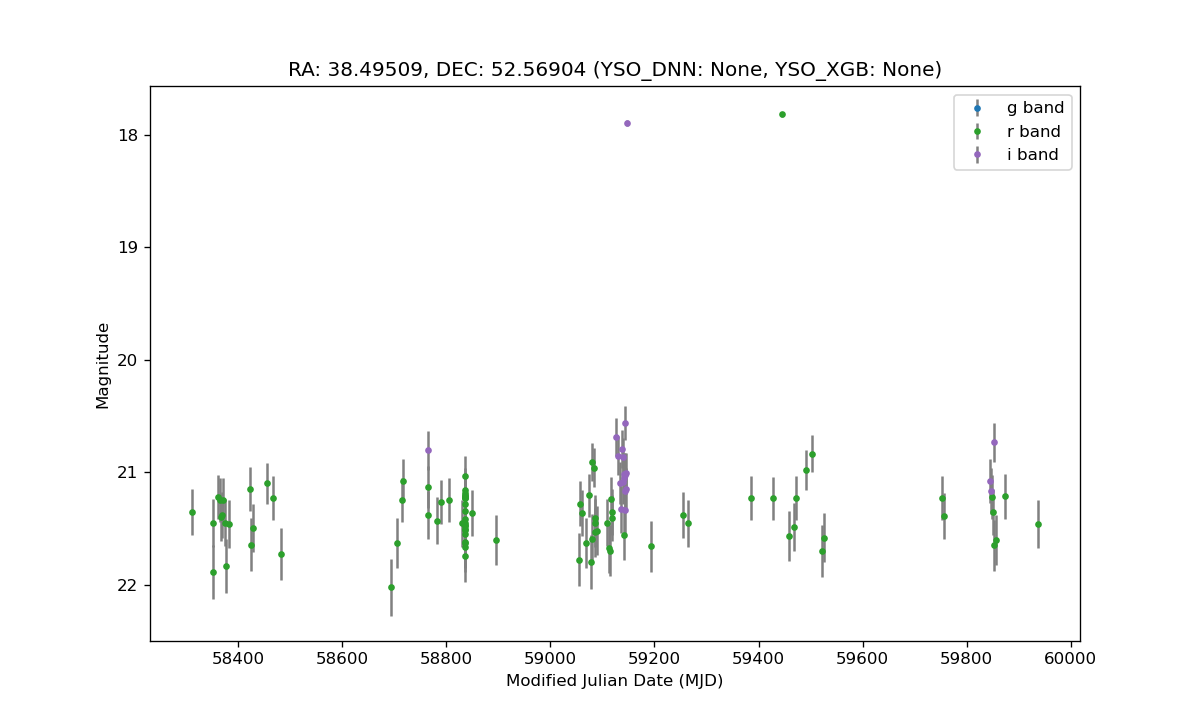 RA: 38.49509, DEC: 52.56904 (YSO_DNN: None, YSO_XGB: None)
g band
r band
i band
18
19
20
21
22
Magnitude
58400 58600 58800 59000 59200 59400 59600 59800 60000
Modified Julian Date (MJD)